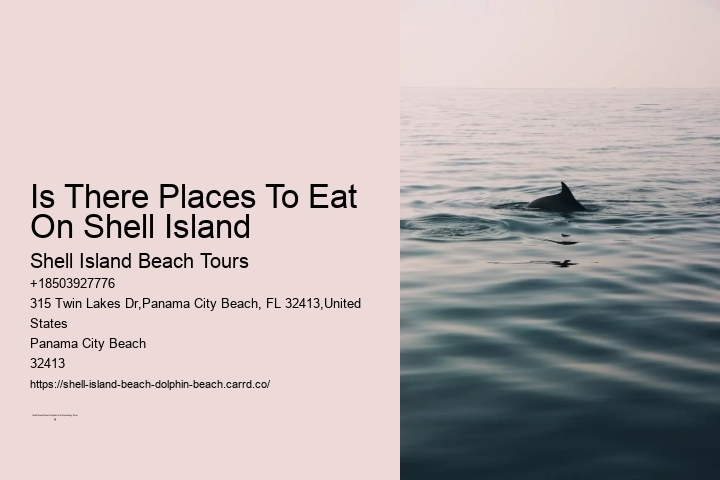 Is There Places To Eat
On Shell Island
Shell Island Beach Tours
+18503927776
315 Twin Lakes Dr,Panama City Beach, FL 32413,United
States
Panama City Beach
32413
https://shell-island-beach-dolphin-beach.carrd.co/